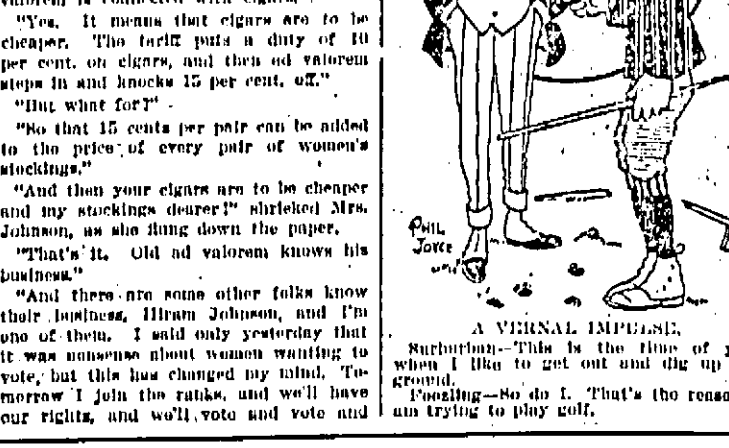 valorem is connected with cigars?"
"Yes. It means that cigars are to be
cheaper. The tariff puts a duty of 10
per cent. on cigars, and then ad valorem
steps in and knocks 15 per cent. off."
"But what for?"
"So that 15 cents per pair can be added
to the price of every pair of women's
stockings."
"And then your cigars are to be cheaper
and my stockings dearer!" shrieked Mrs.
Johnson, as she flung down the paper.
"That's it. Old ad valorem knows his
business."
"And there are some other folks know
their business, Hiram Johnson, and I'm
one of them. I said only yesterday that
it was nonsense about women wanting to
vote, but this has changed my mind. To-
morrow I join the ranks, and we'll have
our rights, and we'll vote and vote and
PHIL
JOYCE
A VERNAL IMPULSE.
Surburban--This is the time of
when I like to get out and dig up
ground.
Foozling--So do I. That's the
am trying to play golf.